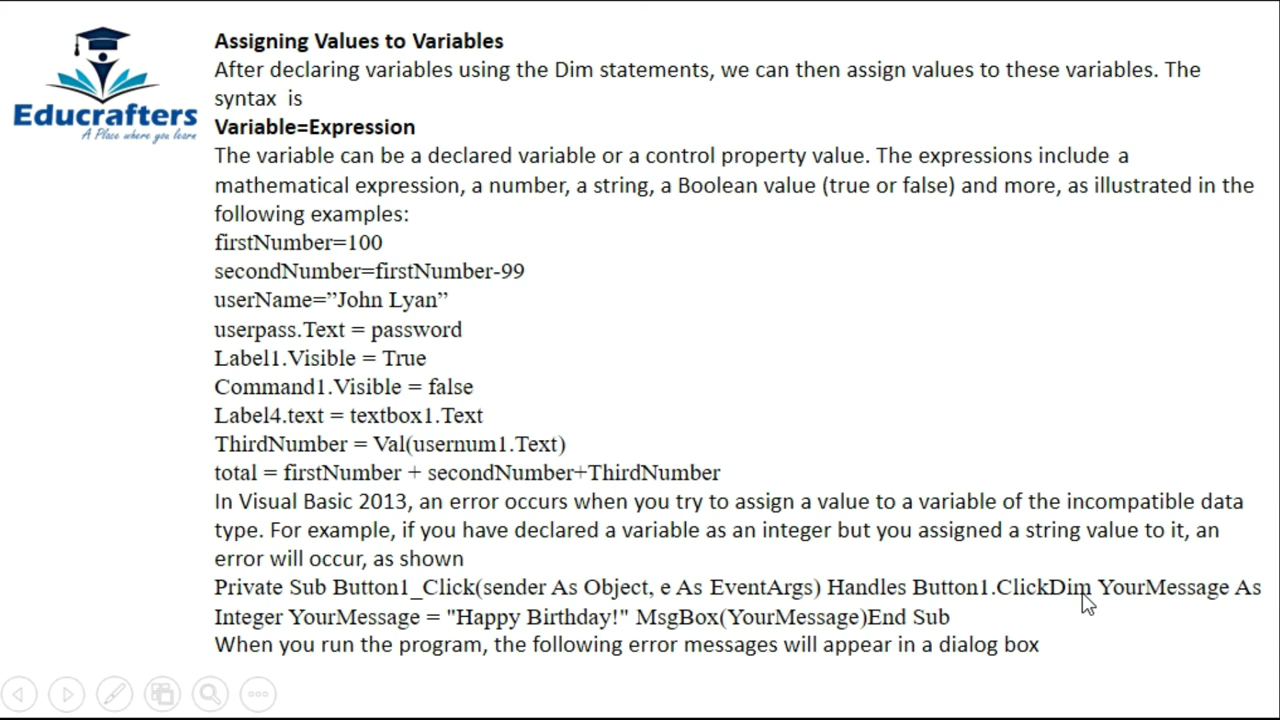 Educrafters
A Place where you learn
Assigning Values to Variables
After declaring variables using the Dim statements, we can then assign values to these variables. The
syntax is
Variable=Expression
The variable can be a declared variable or a control property value. The expressions include a
mathematical expression, a number, a string, a Boolean value (true or false) and more, as illustrated in the
following examples:
firstNumber=100
secondNumber=firstNumber-99
userName=”John Lyan”
userpass.Text = password
Label1.Visible = True
Command1.Visible = false
Label4.text = textbox1.Text
ThirdNumber = Val(usernum1.Text)
total = firstNumber + secondNumber+ThirdNumber
In Visual Basic 2013, an error occurs when you try to assign a value to a variable of the incompatible data
type. For example, if you have declared a variable as an integer but you assigned a string value to it, an
error will occur, as shown
Private Sub Button1_Click(sender As Object, e As EventArgs) Handles Button1.ClickDim YourMessage As
Integer YourMessage = "Happy Birthday!" MsgBox(YourMessage)End Sub
When you run the program, the following error messages will appear in a dialog box